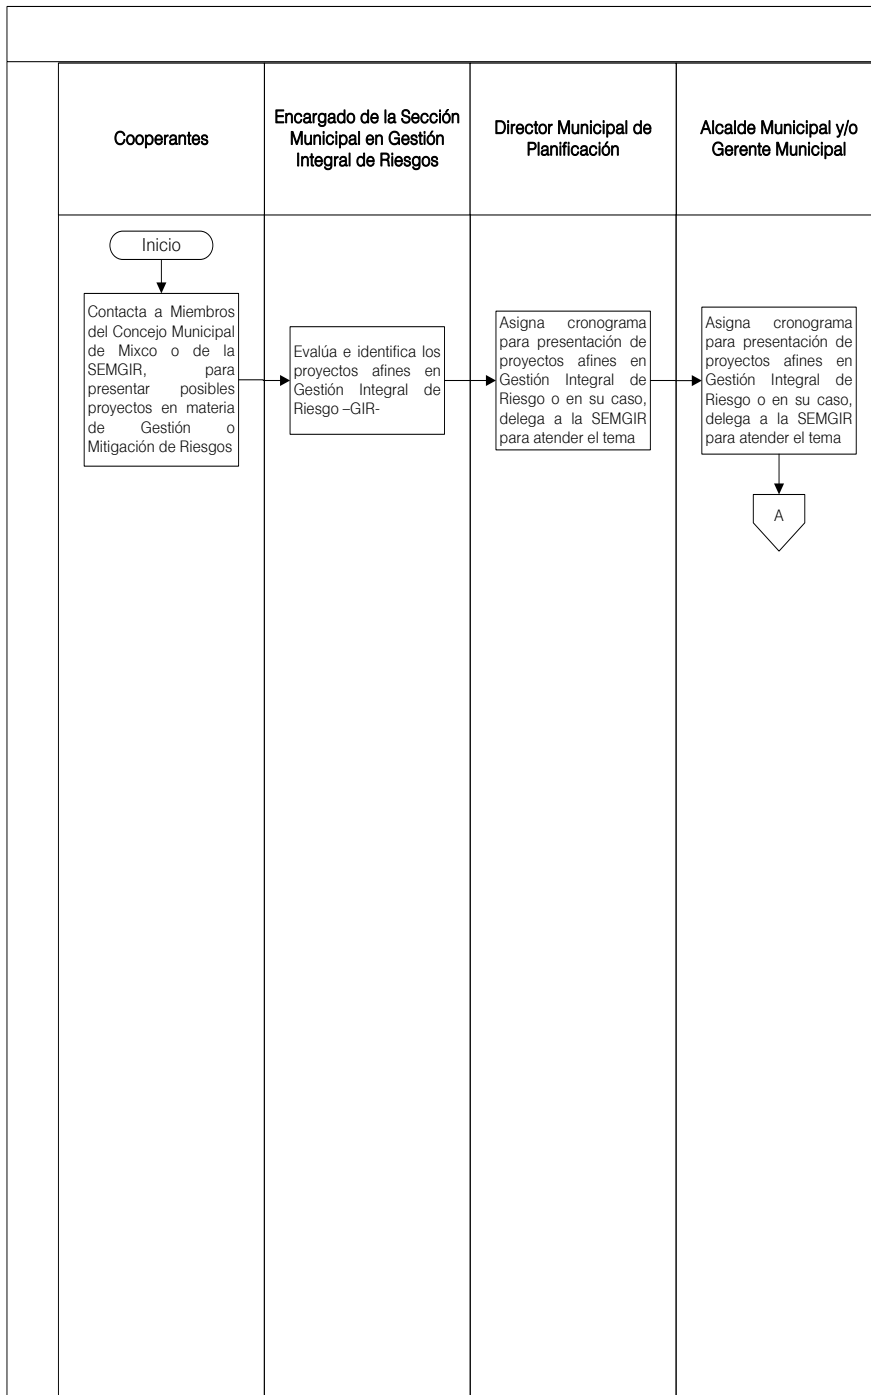 Cooperantes
Encargado de la Sección
Municipal en Gestión
Integral de Riesgos
Director Municipal de
Planificación
Alcalde Municipal y/o
Gerente Municipal
Inicio
Contacta a Miembros
del Concejo Municipal
de Mixco o de la
SEMGIR, para
presentar posibles
proyectos en materia
de Gestión o
Mitigación de Riesgos
Evalúa e identifica los
proyectos afines en
Gestión Integral de
Riesgo –GIR-
Asigna cronograma
para presentación de
proyectos afines en
Gestión Integral de
Riesgo o en su caso,
delega a la SEMGIR
para atender el tema
Asigna cronograma
para presentación de
proyectos afines en
Gestión Integral de
Riesgo o en su caso,
delega a la SEMGIR
para atender el tema
A